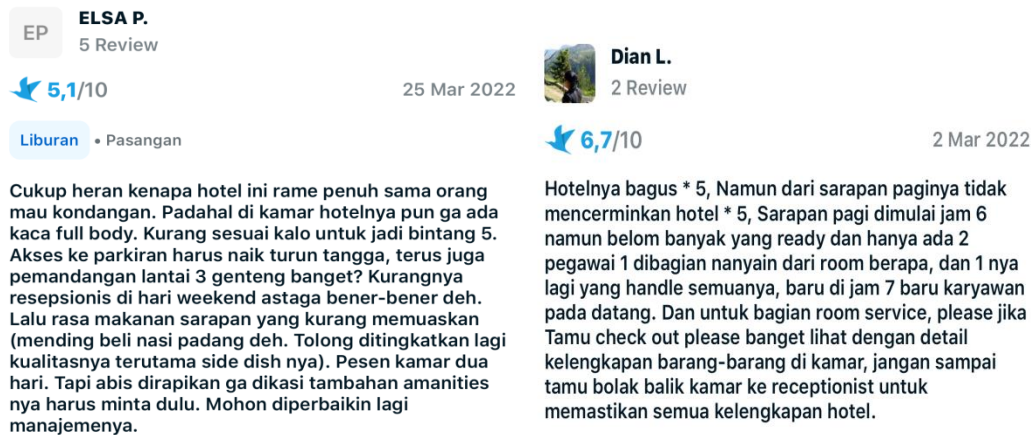 EP
ELSA P.
5 Review
5,1/10
25 Mar 2022
Liburan • Pasangan
Cukup heran kenapa hotel ini rame penuh sama orang
mau kondangan. Padahal di kamar hotelnya pun ga ada
kaca full body. Kurang sesuai kalo untuk jadi bintang 5.
Akses ke parkiran harus naik turun tangga, terus juga
pemandangan lantai 3 genteng banget? Kurangnya
resepsionis di hari weekend astaga bener-bener deh.
Lalu rasa makanan sarapan yang kurang memuaskan
(mending beli nasi padang deh. Tolong ditingkatkan lagi
kualitasnya terutama side dish nya). Pesen kamar dua
hari. Tapi abis dirapikan ga dikasi tambahan amanities
nya harus minta dulu. Mohon diperbaikin lagi
manajemenya.
Dian L.
2 Review
6,7/10
2 Mar 2022
Hotelnya bagus * 5, Namun dari sarapan paginya tidak
mencerminkan hotel * 5, Sarapan pagi dimulai jam 6
namun belom banyak yang ready dan hanya ada 2
pegawai 1 dibagian nanyain dari room berapa, dan 1 nya
lagi yang handle semuanya, baru di jam 7 baru karyawan
pada datang. Dan untuk bagian room service, please jika
Tamu check out please banget lihat dengan detail
kelengkapan barang-barang di kamar, jangan sampai
tamu bolak balik kamar ke receptionist untuk
memastikan semua kelengkapan hotel.